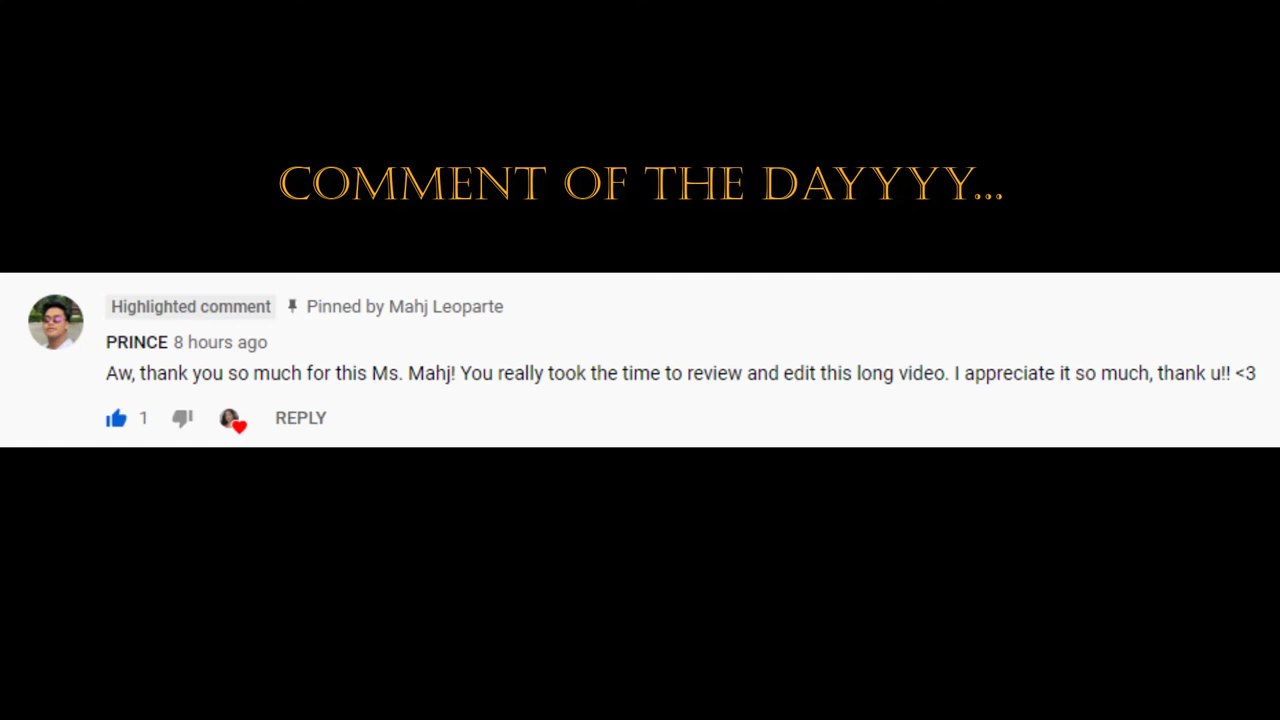 COMMENT OF THE DAYYYY...
Highlighted comment Pinned by Mahj Leoparte
PRINCE 8 hours ago
Aw, thank you so much for this Ms. Mahj! You really took the time to review and edit this long video. I appreciate it so much, thank u!! <3
1 REPLY